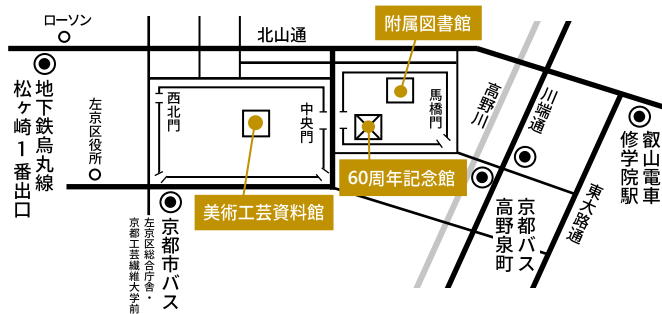 ローソン
北山通
附属図書館
地下鉄烏丸線
松ヶ崎1番出口
左京区役所
西北門
中央門
馬橋門
高野川
川端通
叡山電車
修学院駅
美術工芸資料館
60周年記念館
京都市バス
左京区総合庁舎・
京都工芸繊維大学前
京都バス
高野泉町
東大路通